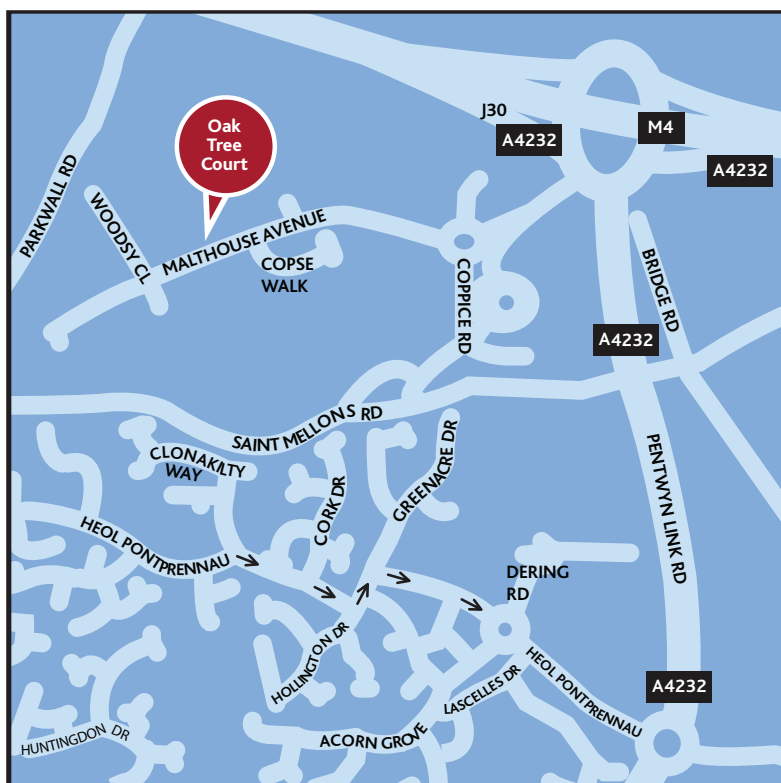 Oak
Tree
Court
J30
M4
A4232
A4232
PARKWALL RD
WOODSY CL
MALTHOUSE AVENUE
COPSE
WALK
COPPICE RD
BRIDGE RD
A4232
SAINT MELLONS RD
CLONAKILTY
WAY
CORK DR
GREENACRE DR
PENTWYN LINK RD
HEOL PONTPRENNAU
DERING
RD
HOLLINGTON DR
HEOL PONTPRENNAU
LASCELLES DR
A4232
ACORN GROVE
HUNTINGDON DR